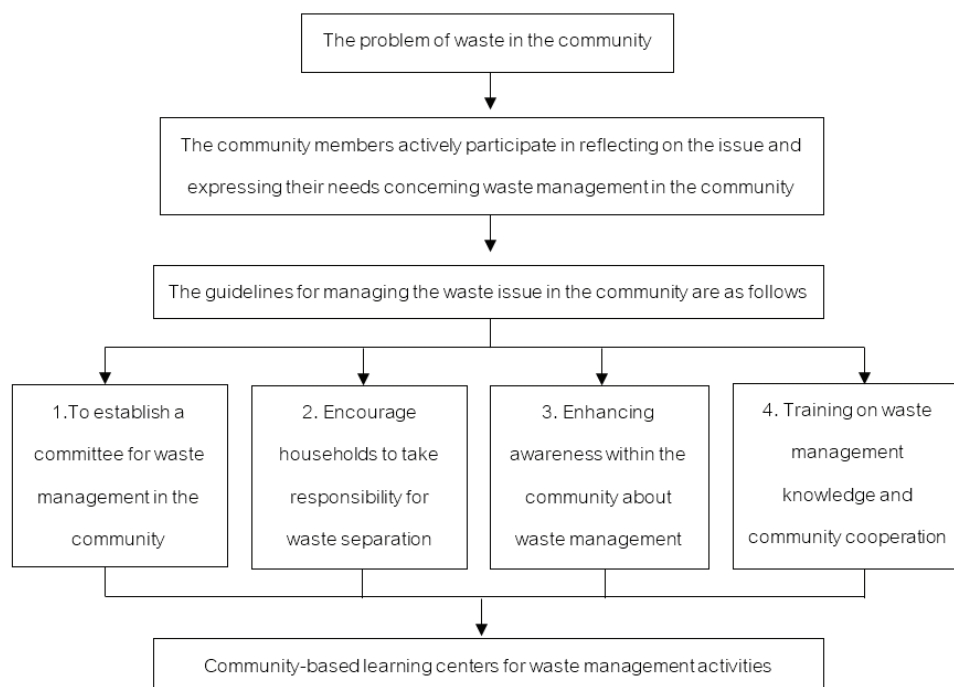 The problem of waste in the community
The community members actively participate in reflecting on the issue and
expressing their needs concerning waste management in the community
The guidelines for managing the waste issue in the community are as follows
1.To establish a
committee for waste
management in the
community
2. Encourage
households to take
responsibility for
waste separation
3. Enhancing
awareness within the
community about
waste management
4. Training on waste
management
knowledge and
community cooperation
Community-based learning centers for waste management activities